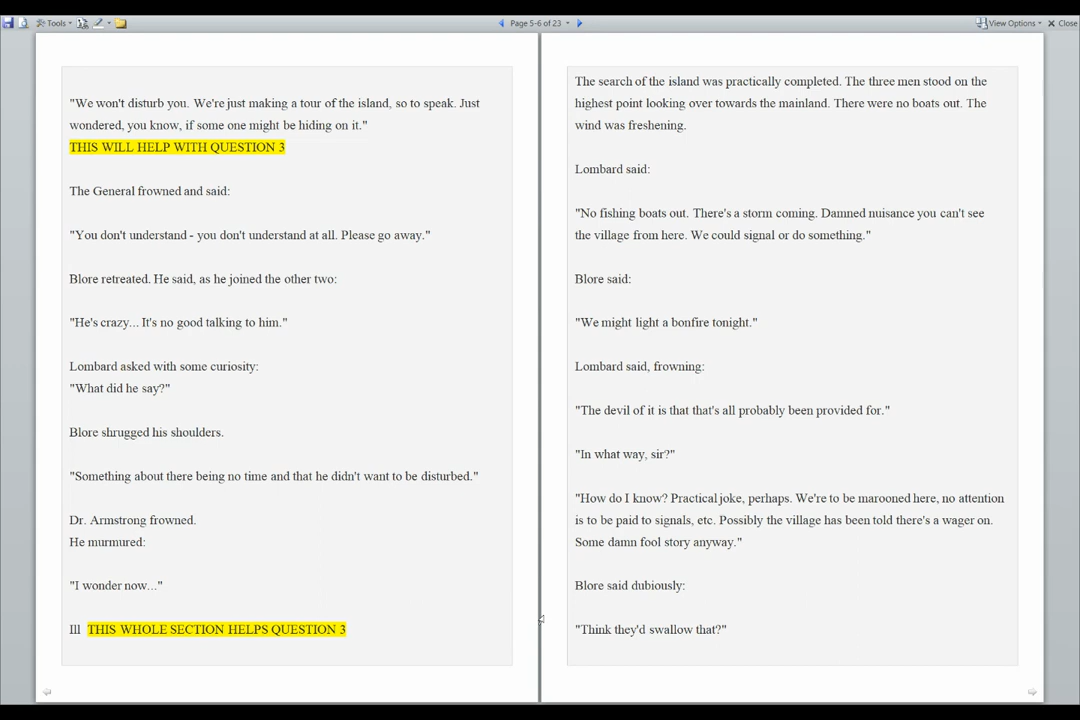 Tools
Page 5-6 of 23
View Options
Close
"We won't disturb you. We're just making a tour of the island, so to speak. Just
wondered, you know, if some one might be hiding on it."
THIS WILL HELP WITH QUESTION 3
The General frowned and said:
"You don't understand - you don't understand at all. Please go away."
Blore retreated. He said, as he joined the other two:
"He's crazy... It's no good talking to him."
Lombard asked with some curiosity:
"What did he say?"
Blore shrugged his shoulders.
"Something about there being no time and that he didn't want to be disturbed."
Dr. Armstrong frowned.
He murmured:
"I wonder now..."
Ill THIS WHOLE SECTION HELPS QUESTION 3
The search of the island was practically completed. The three men stood on the
highest point looking over towards the mainland. There were no boats out. The
wind was freshening.
Lombard said:
"No fishing boats out. There's a storm coming. Damned nuisance you can't see
the village from here. We could signal or do something."
Blore said:
"We might light a bonfire tonight."
Lombard said, frowning:
"The devil of it is that that's all probably been provided for."
"In what way, sir?"
"How do I know? Practical joke, perhaps. We're to be marooned here, no attention
is to be paid to signals, etc. Possibly the village has been told there's a wager on.
Some damn fool story anyway."
Blore said dubiously:
"Think they'd swallow that?"